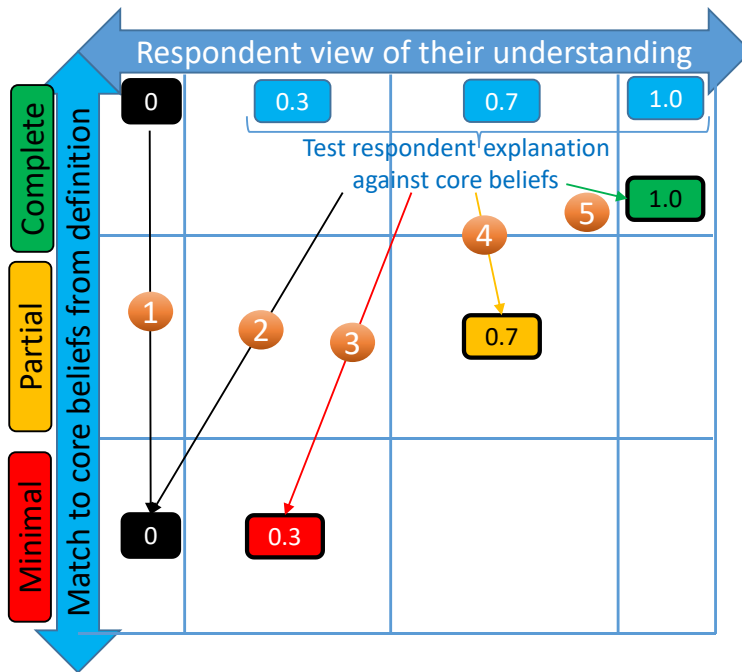 Respondent view of their understanding
0
0.3
0.7
1.0
Test respondent explanation
against core beliefs
1.0
5
4
1
2
3
0.7
0
0.3
Complete
Partial
Minimal
Match to core beliefs from definition